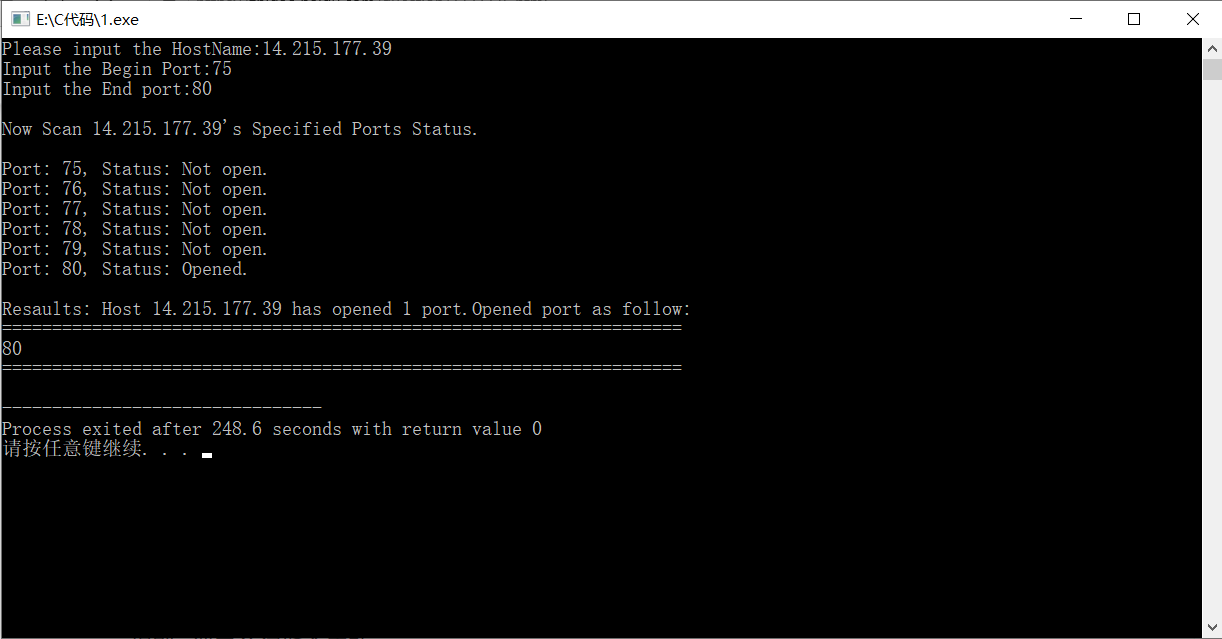 E:\C代码\1.exe
Please input the HostName:14.215.177.39
Input the Begin Port:75
Input the End port:80
Now Scan 14.215.177.39's Specified Ports Status.
Port: 75, Status: Not open.
Port: 76, Status: Not open.
Port: 77, Status: Not open.
Port: 78, Status: Not open.
Port: 79, Status: Not open.
Port: 80, Status: Opened.
Resaults: Host 14.215.177.39 has opened 1 port.Opened port as follow:
====================================================================
80
====================================================================
--------------------------------
Process exited after 248.6 seconds with return value 0
请按任意键继续. . .